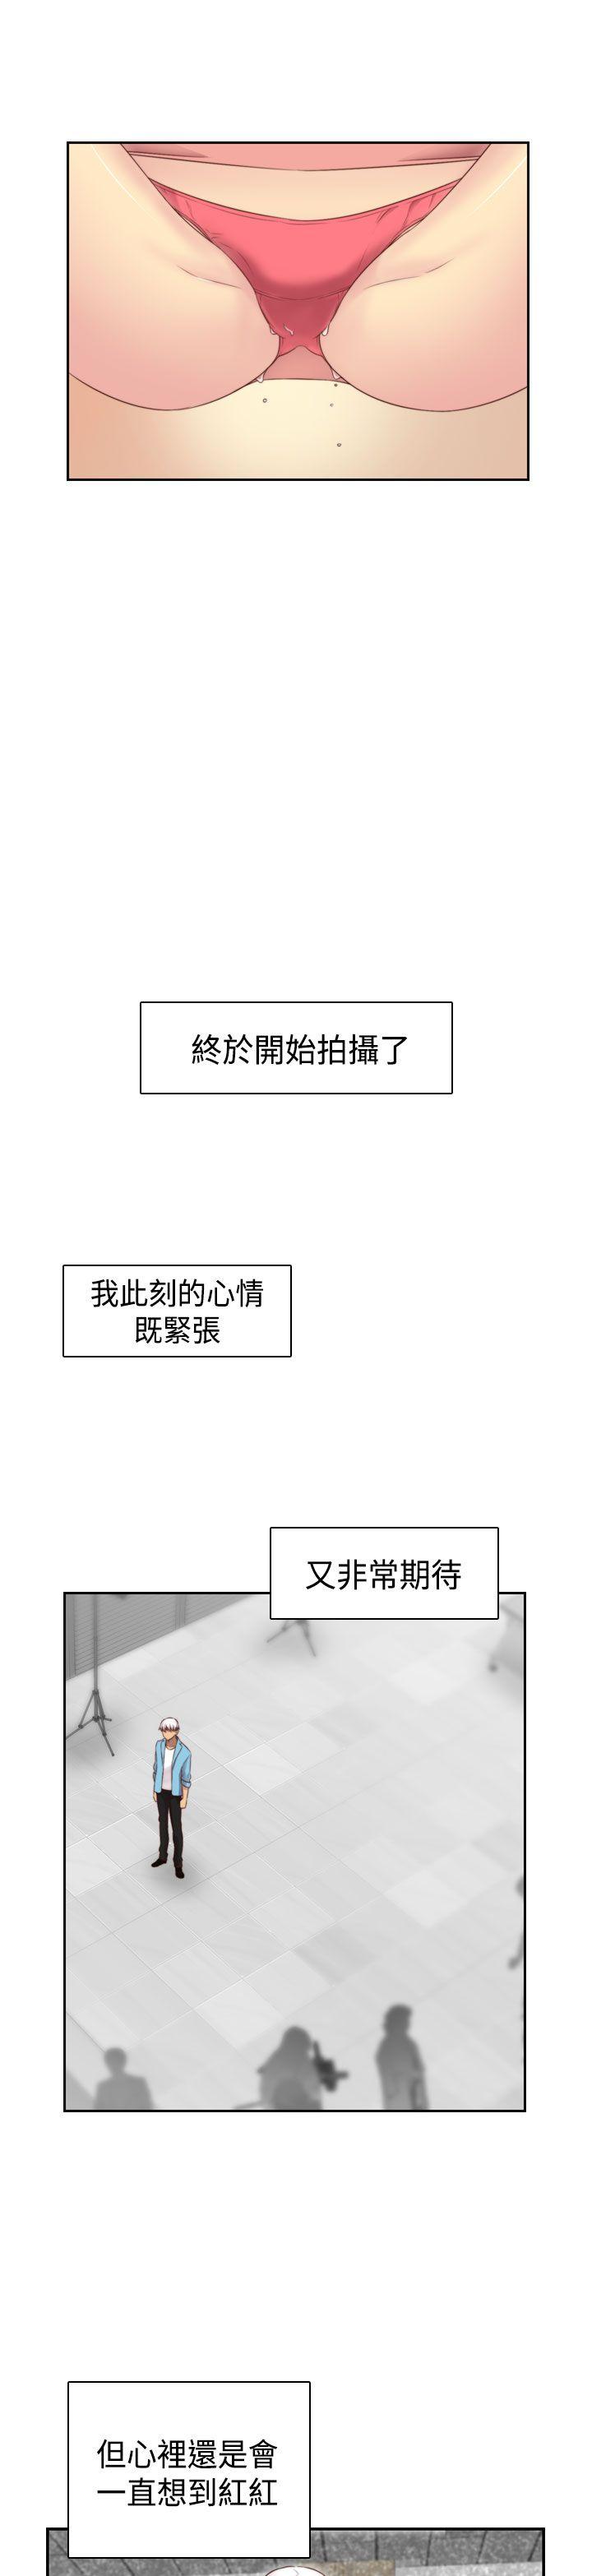 終於開始拍攝了
我此刻的心情
既緊張
又非常期待
但心裡還是會
一直想到紅紅